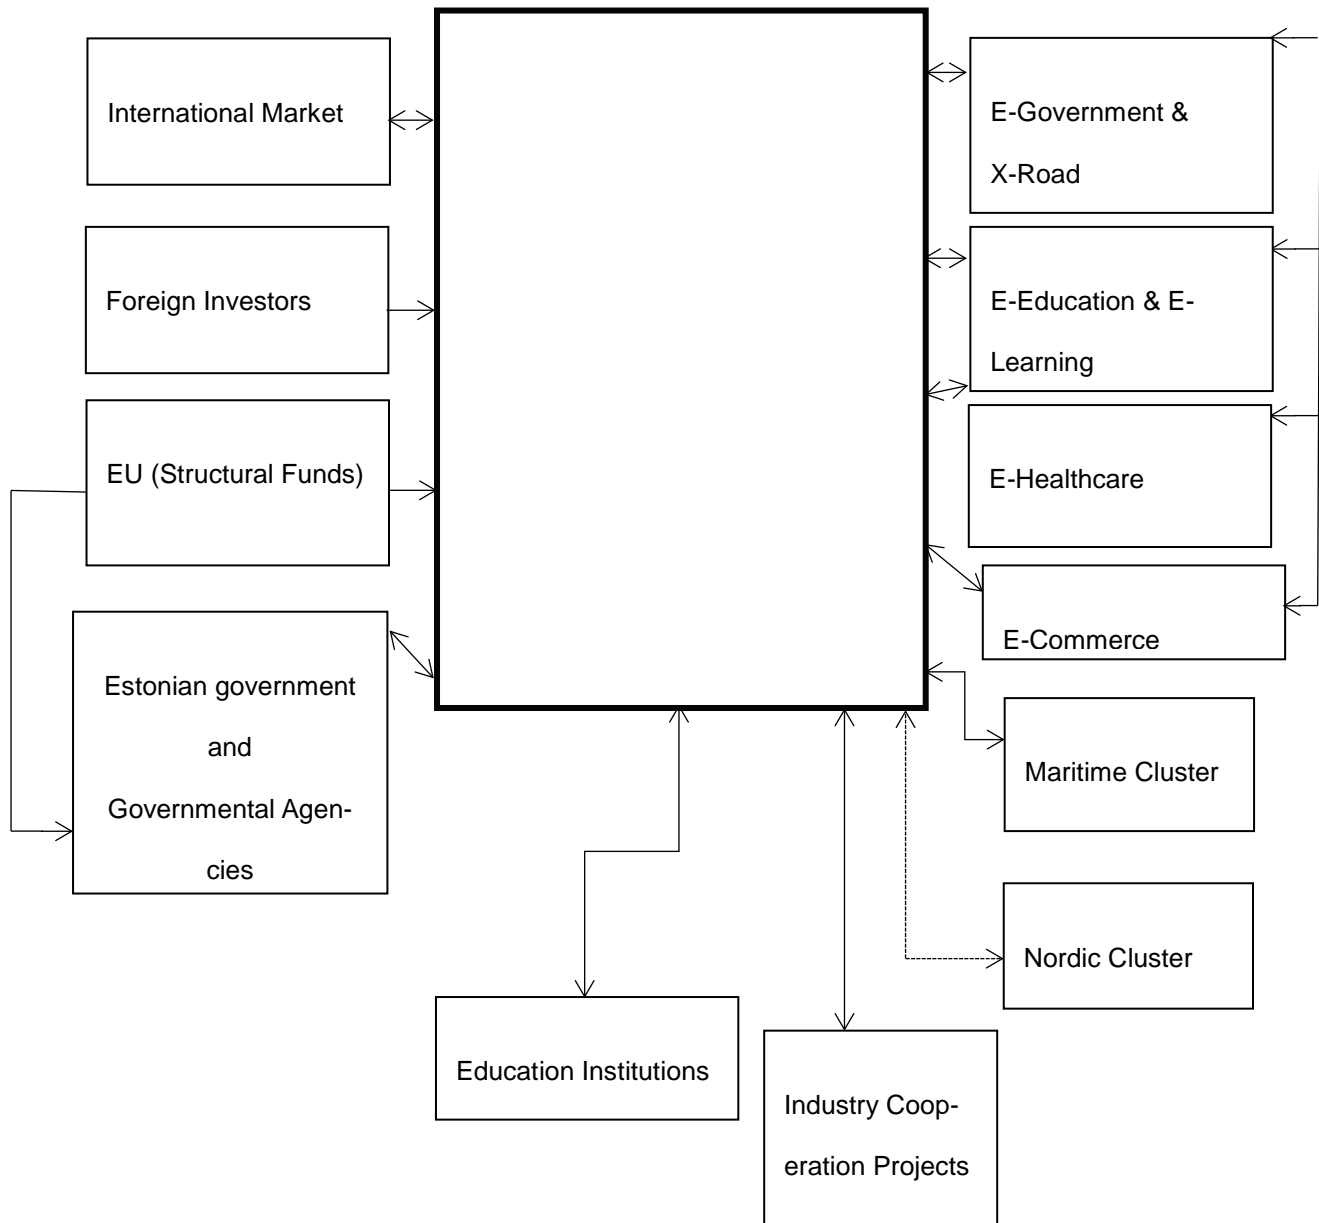 International Market
Foreign Investors
EU (Structural Funds)
Estonian government
and
Governmental Agen-
cies
E-Government &
X-Road
E-Education & E-
Learning
E-Healthcare
E-Commerce
Maritime Cluster
Nordic Cluster
Education Institutions
Industry Coop-
eration Projects